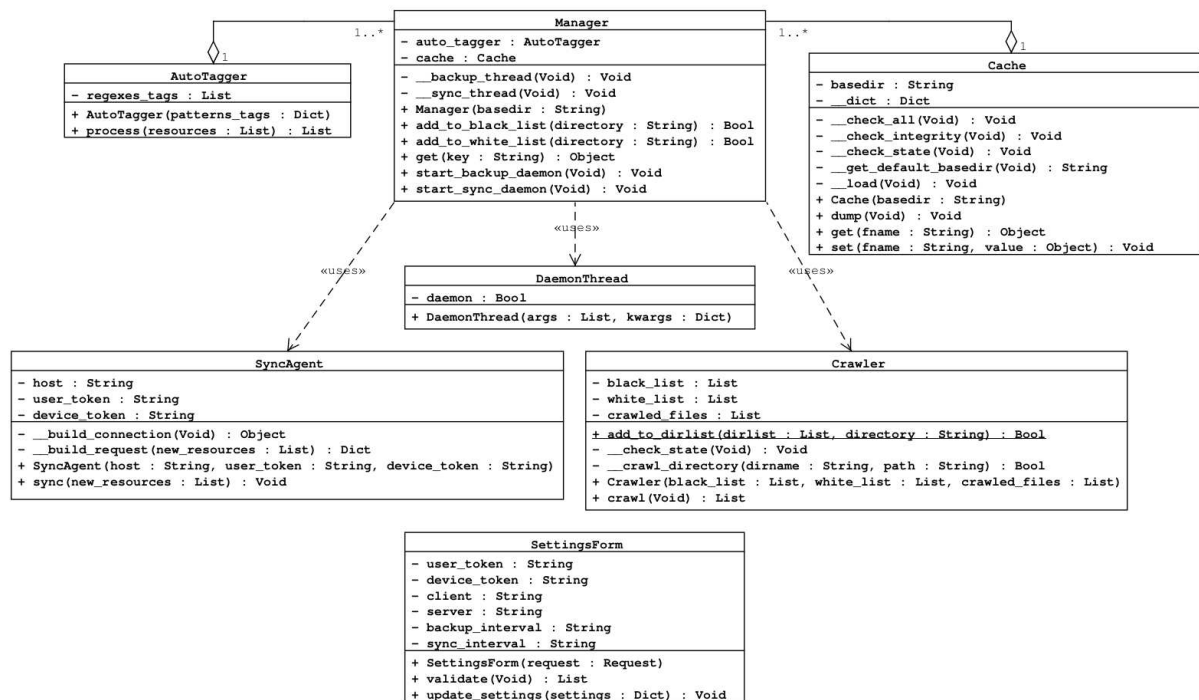 Manager
- auto_tagger : AutoTagger
- cache : Cache
- __backup_thread(Void) : Void
- __sync_thread(Void) : Void
+ Manager(basedir : String)
+ add_to_black_list(directory : String) : Bool
+ add_to_white_list(directory : String) : Bool
+ get(key : String) : Object
+ start_backup_daemon(Void) : Void
+ start_sync_daemon(Void) : Void
1..*
1
1..*
1
AutoTagger
- regexes_tags : List
+ AutoTagger(patterns_tags : Dict)
+ process(resources : List) : List
Cache
- basedir : String
- __dict : Dict
- __check_all(Void) : Void
- __check_integrity(Void) : Void
- __check_state(Void) : Void
- __get_default_basedir(Void) : String
- __load(Void) : Void
+ Cache(basedir : String)
+ dump(Void) : Void
+ get(fname : String) : Object
+ set(fname : String, value : Object) : Void
«uses»
«uses»
«uses»
DaemonThread
- daemon : Bool
+ DaemonThread(args : List, kwargs : Dict)
SyncAgent
- host : String
- user_token : String
- device_token : String
- __build_connection(Void) : Object
- __build_request(new_resources : List) : Dict
+ SyncAgent(host : String, user_token : String, device_token : String)
+ sync(new_resources : List) : Void
Crawler
- black_list : List
- white_list : List
- crawled_files : List
+ add_to_dirlist(dirlist : List, directory : String) : Bool
- __check_state(Void) : Void
- __crawl_directory(dirname : String, path : String) : Bool
+ Crawler(black_list : List, white_list : List, crawled_files : List)
+ crawl(Void) : List
SettingsForm
- user_token : String
- device_token : String
- client : String
- server : String
- backup_interval : String
- sync_interval : String
+ SettingsForm(request : Request)
+ validate(Void) : List
+ update_settings(settings : Dict) : Void